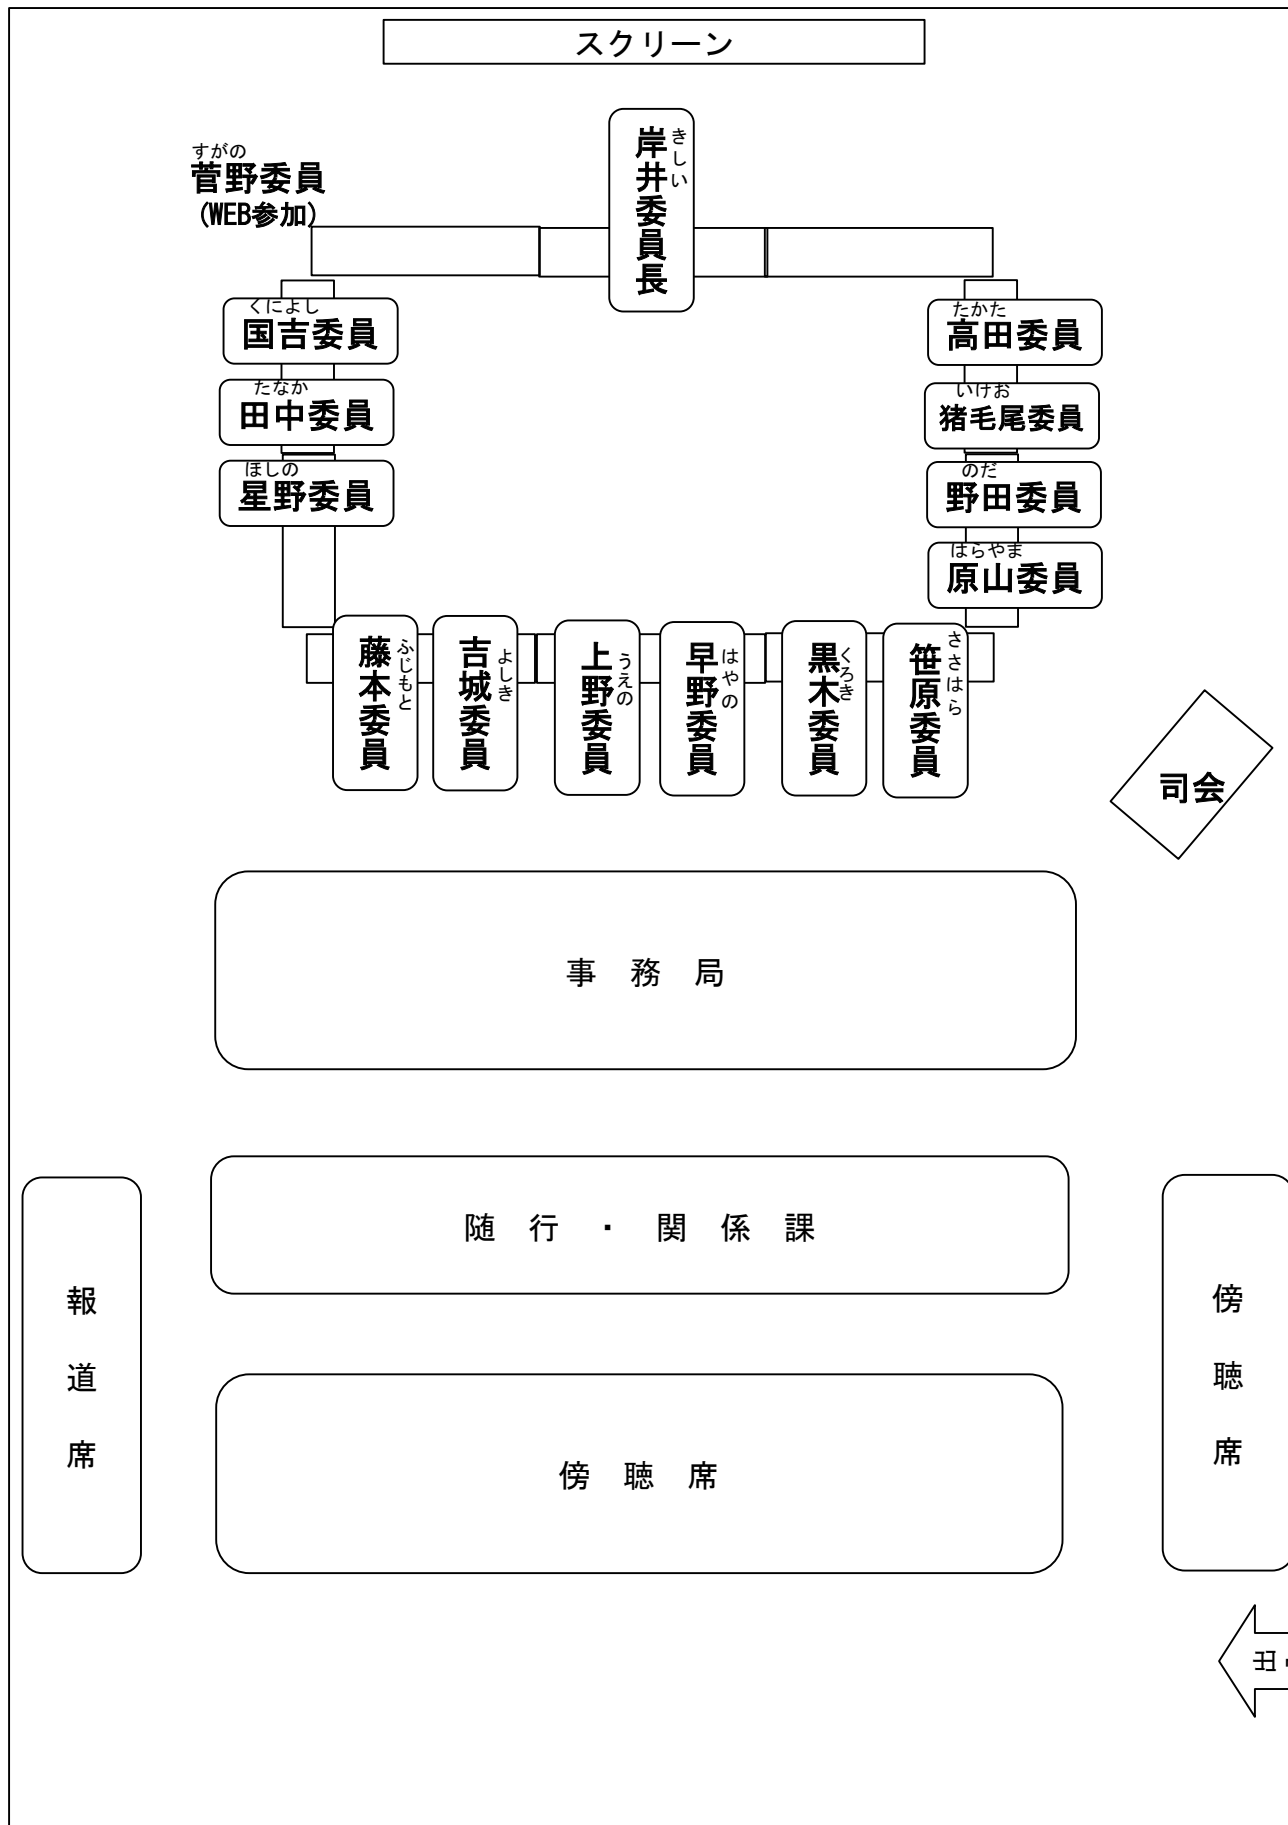 スクリーン
きしい
岸井委員長
すがの
菅野委員
(WEB参加)
くによし
国吉委員
たなか
田中委員
ほしの
星野委員
たかた
高田委員
いけお
猪毛尾委員
のだ
野田委員
はらやま
原山委員
ふじもと
藤本委員
よしき
吉城委員
うえの
上野委員
はやの
早野委員
くろき
黒木委員
ささはら
笹原委員
司会
事 務 局
随 行 ・ 関 係 課
報道席
傍聴席
傍 聴 席